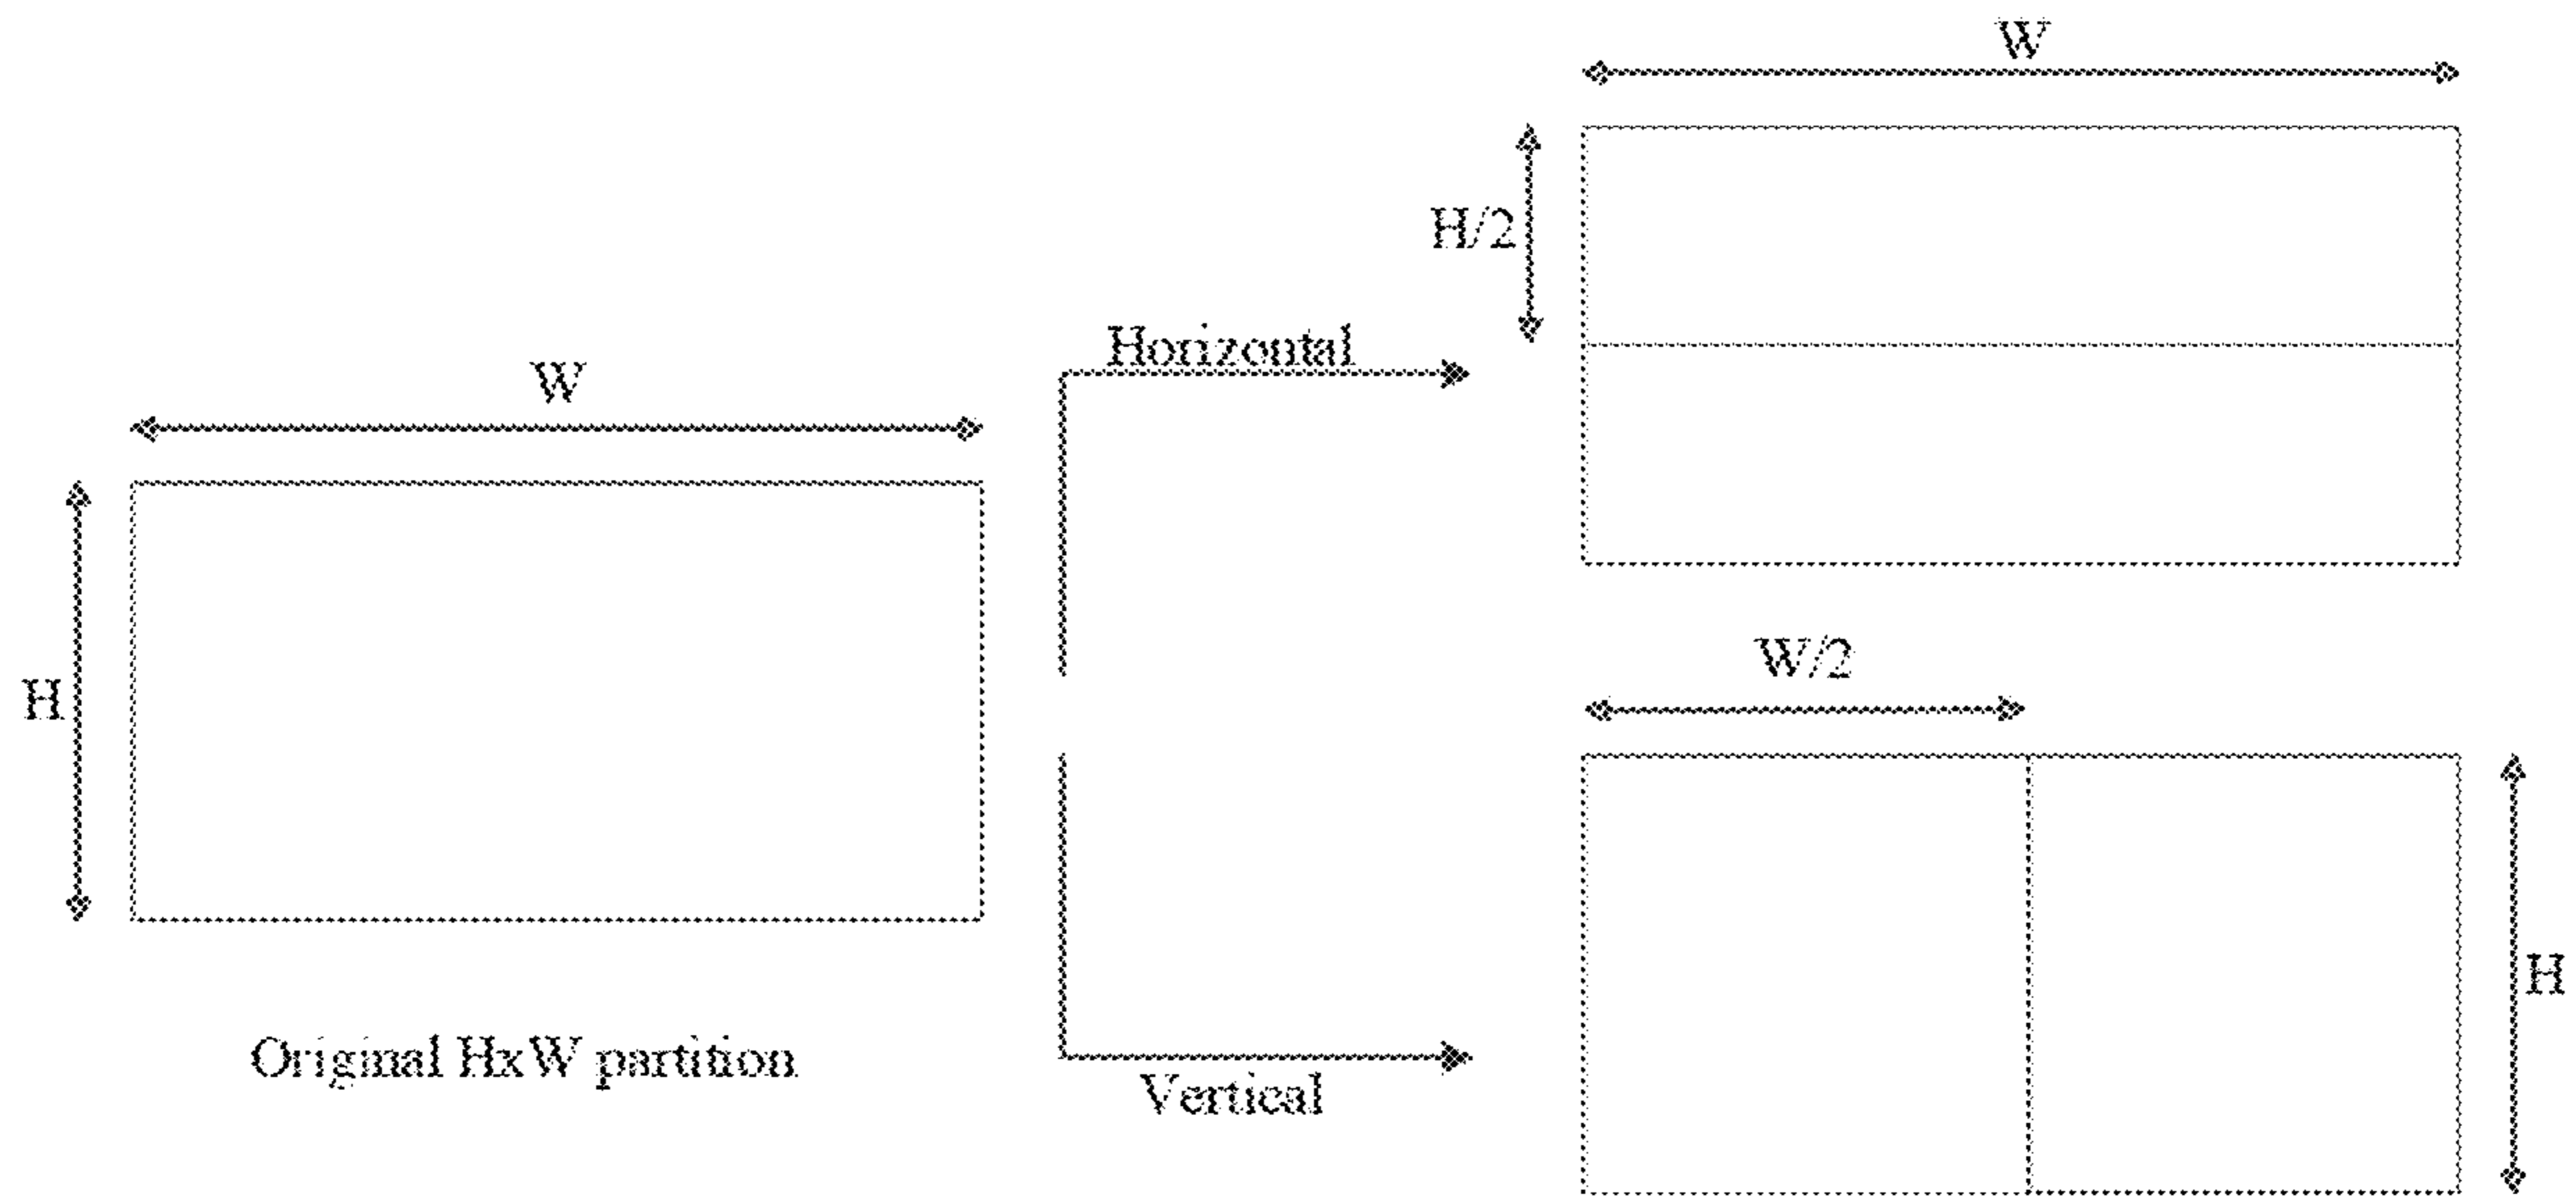 W
H/2
Horizontal
W
H
W/2
H
Original HxW partition
Vertical